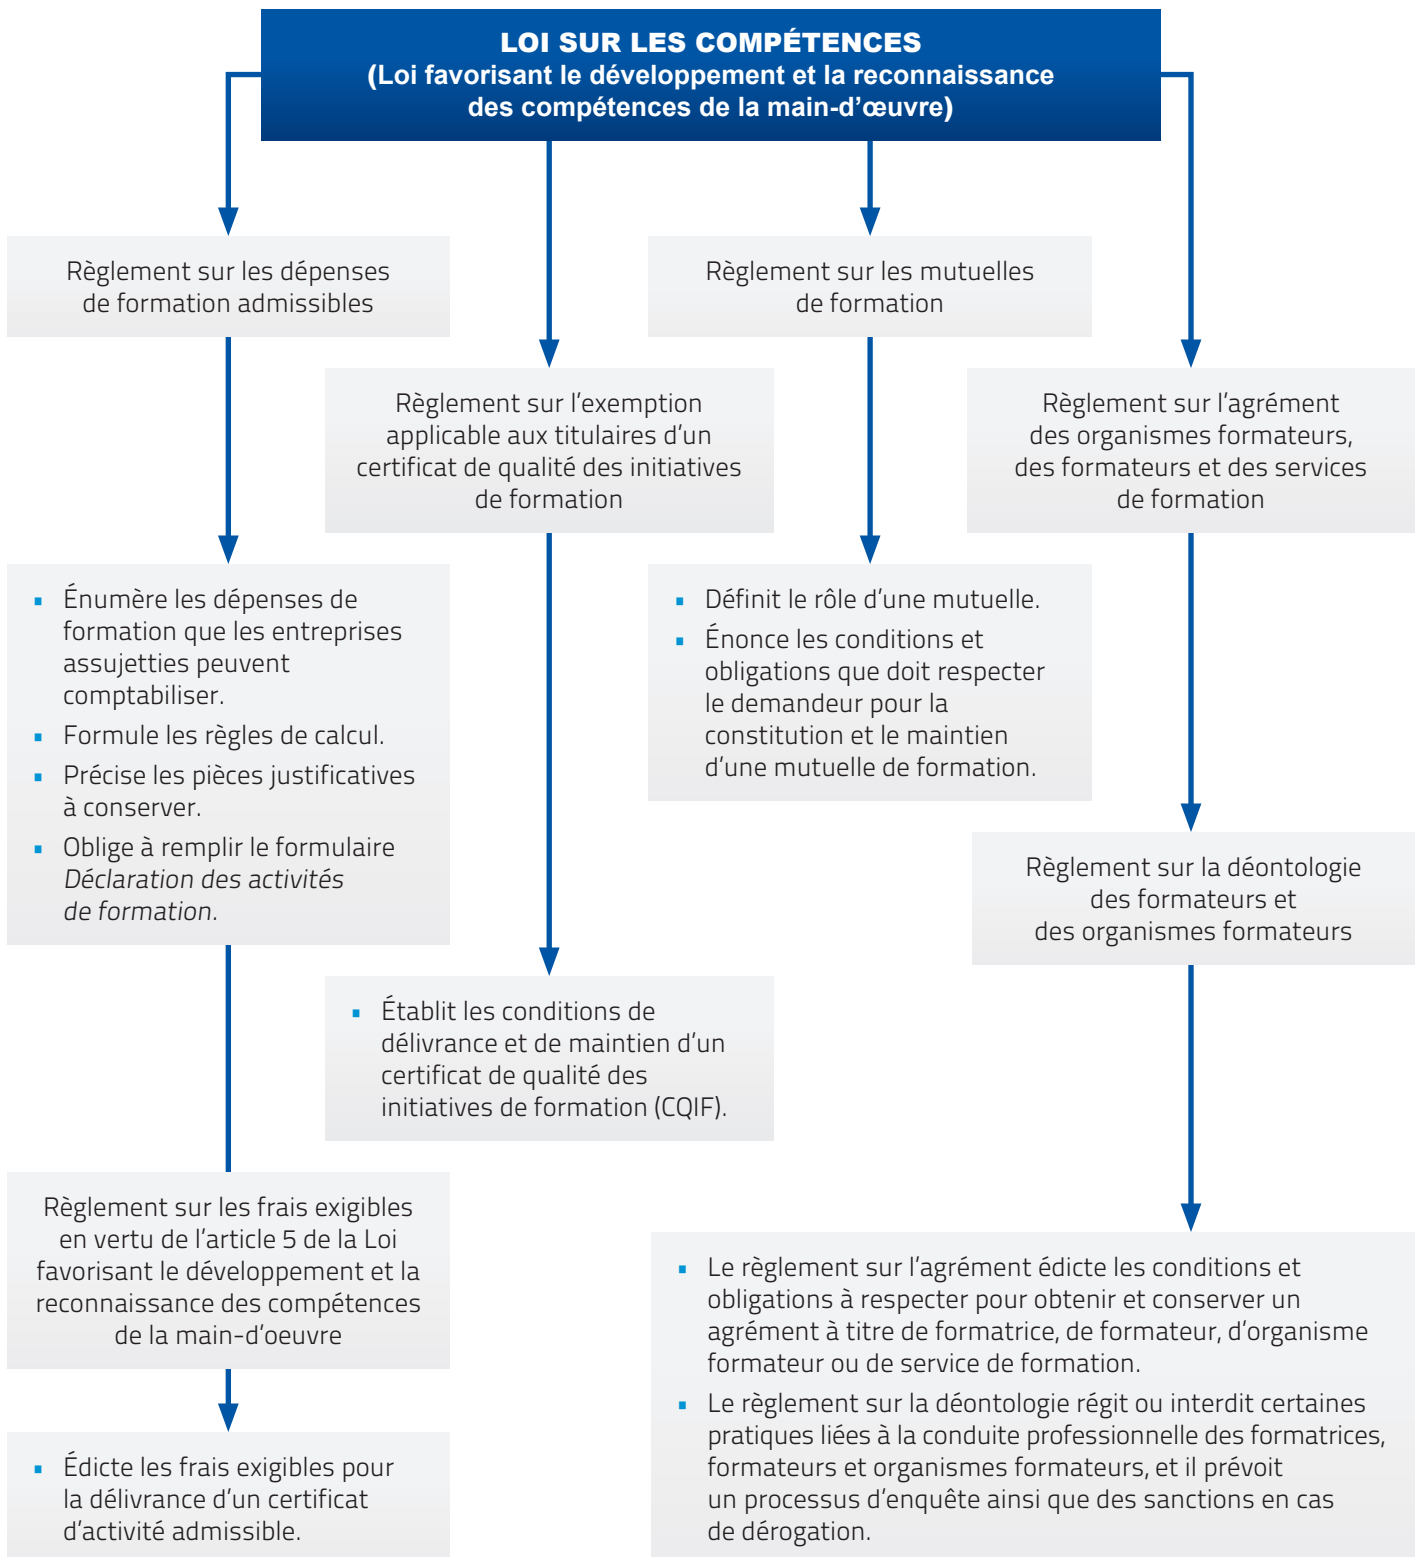 LOI SUR LES COMPÉTENCES
(Loi favorisant le développement et la reconnaissance
des compétences de la main-d’œuvre)
Règlement sur les dépenses
de formation admissibles
Règlement sur les mutuelles
de formation
Règlement sur l’exemption
applicable aux titulaires d’un
certificat de qualité des initiatives
de formation
Règlement sur l’agrément
des organismes formateurs,
des formateurs et des services
de formation
▪ Énumère les dépenses de
formation que les entreprises
assujetties peuvent
comptabiliser.
▪ Formule les règles de calcul.
▪ Précise les pièces justificatives
à conserver.
▪ Oblige à remplir le formulaire
Déclaration des activités
de formation.
▪ Définit le rôle d’une mutuelle.
▪ Énonce les conditions et
obligations que doit respecter
le demandeur pour la
constitution et le maintien
d’une mutuelle de formation.
Règlement sur la déontologie
des formateurs et
des organismes formateurs
▪ Établit les conditions de
délivrance et de maintien d’un
certificat de qualité des
initiatives de formation (CQIF).
Règlement sur les frais exigibles
en vertu de l’article 5 de la Loi
favorisant le développement et la
reconnaissance des compétences
de la main-d’oeuvre
▪ Le règlement sur l’agrément édicte les conditions et
obligations à respecter pour obtenir et conserver un
agrément à titre de formatrice, de formateur, d’organisme
formateur ou de service de formation.
▪ Le règlement sur la déontologie régit ou interdit certaines
pratiques liées à la conduite professionnelle des formatrices,
formateurs et organismes formateurs, et il prévoit
un processus d’enquête ainsi que des sanctions en cas
de dérogation.
▪ Édicte les frais exigibles pour
la délivrance d’un certificat
d’activité admissible.